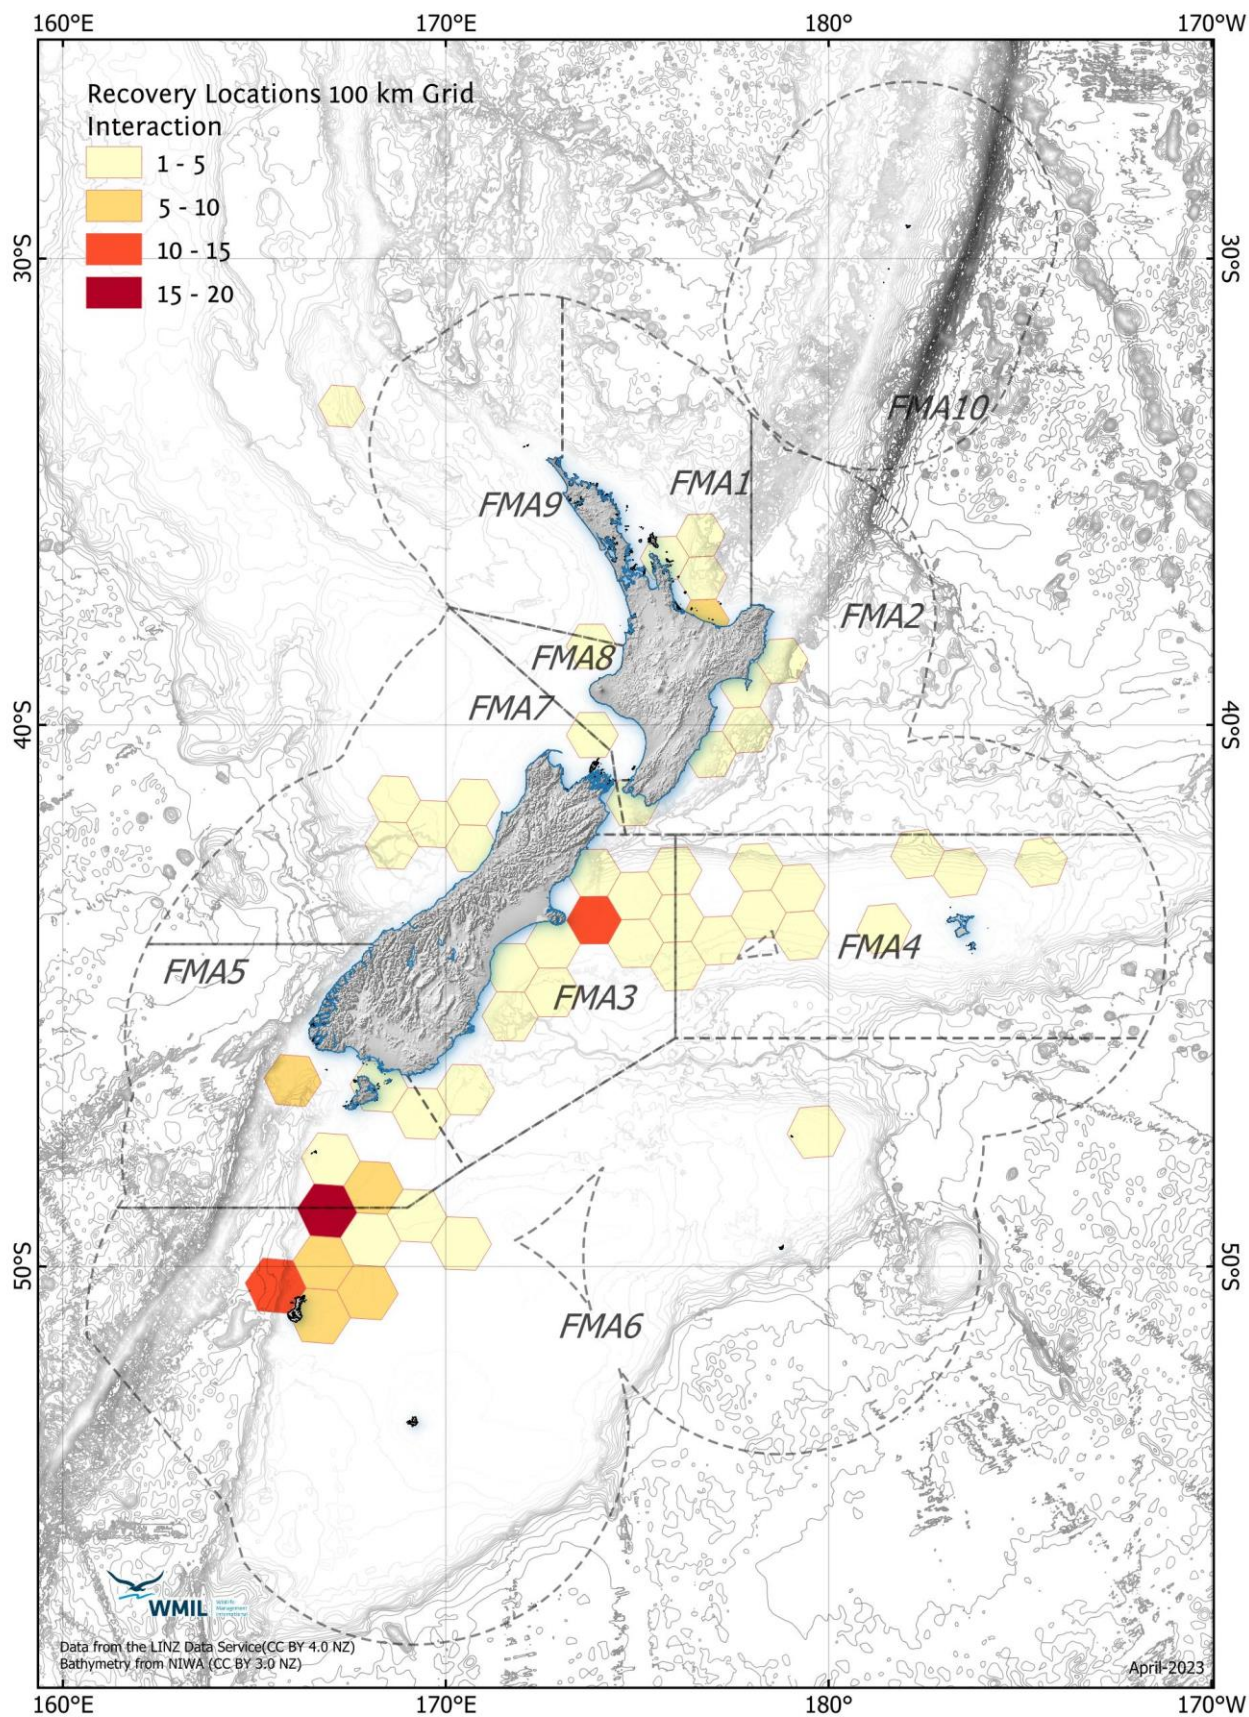 160°E 170°E 180° 170°W
Recovery Locations 100 km Grid
Interaction
1 - 5
5 - 10
10 - 15
15 - 20
30°S 30°S
FMA10
FMA1
FMA9
FMA2
FMA8
FMA7
40°S 40°S
FMA4
FMA5
FMA3
50°S 50°S
FMA6
WMIL Wildlife
Management
International
Data from the LINZ Data Service(CC BY 4.0 NZ)
Bathymetry from NIWA (CC BY 3.0 NZ)
April-2023
160°E 170°E 180° 170°W